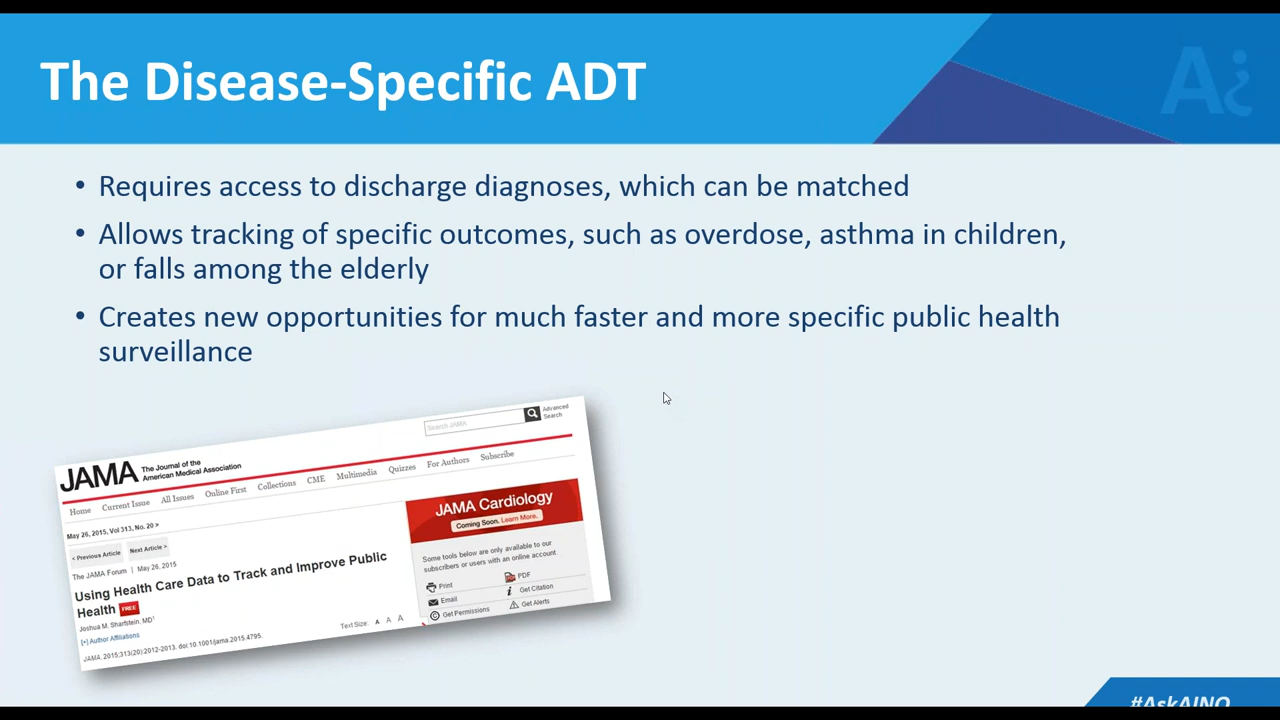 The Disease-Specific ADT
• Requires access to discharge diagnoses, which can be matched
• Allows tracking of specific outcomes, such as overdose, asthma in children,
or falls among the elderly
• Creates new opportunities for much faster and more specific public health
surveillance
Search JAMA
Advanced
Search
JAMA The Journal of the
American Medical Association
Home Current Issue All Issues Online First Collections CME Multimedia Quizzes For Authors Subscribe
May 26, 2015, Vol 313, No. 20 >
< Previous Article Next Article >
The JAMA Forum | May 26, 2015
Using Health Care Data to Track and Improve Public
Health FREE
Joshua M. Sharfstein, MD1
[+] Author Affiliations
JAMA. 2015;313(20):2012-2013. doi:10.1001/jama.2015.4795.
Text Size: A A A
JAMA Cardiology
Coming Soon. Learn More.
Some tools below are only available to our
subscribers or users with an online account.
Print PDF
Email Get Citation
Get Permissions Get Alerts
#AskAINQ